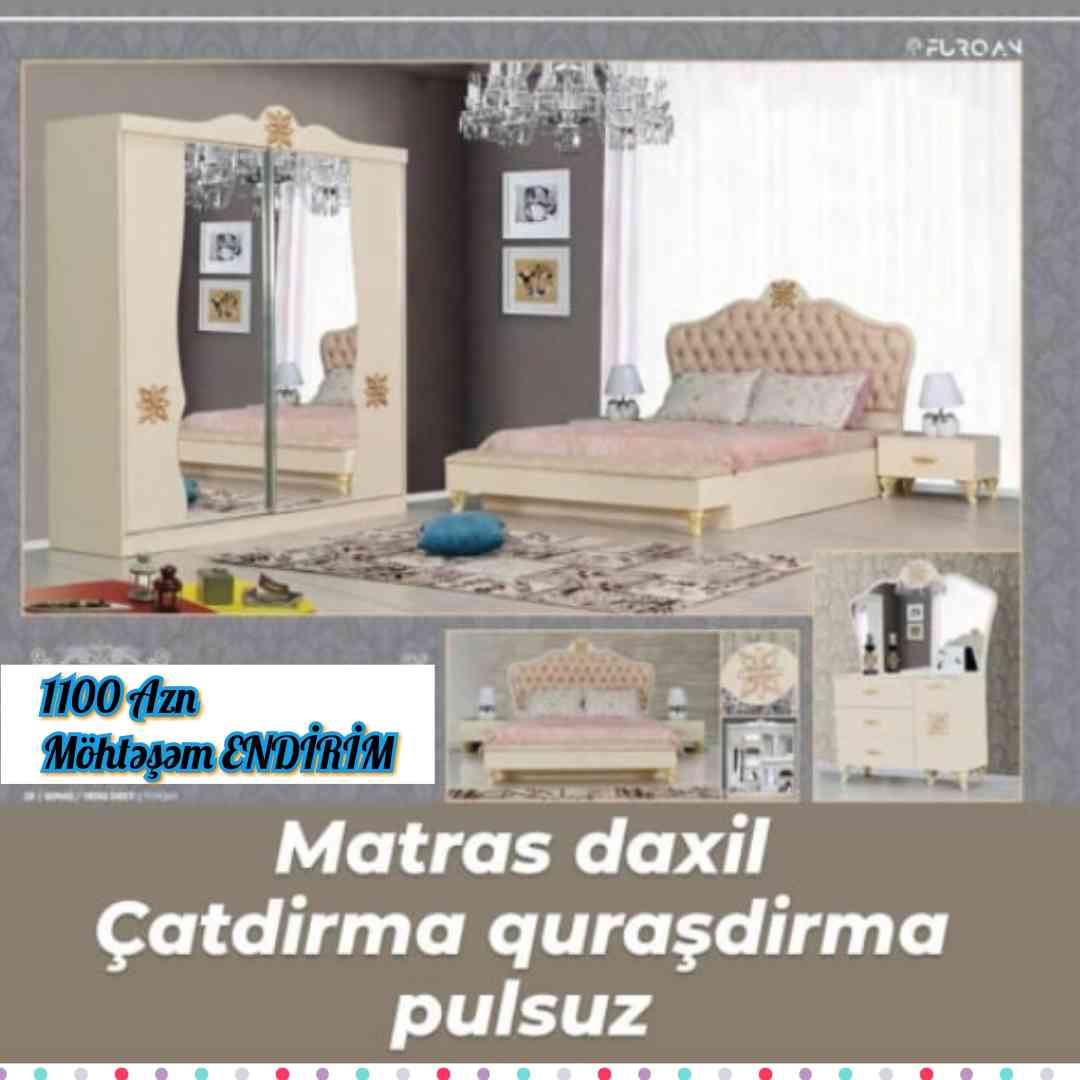 FUROAN
1100 Azn
Möhtəşəm ENDİRİM
Matras daxil
Çatdirma quraşdirma
pulsuz